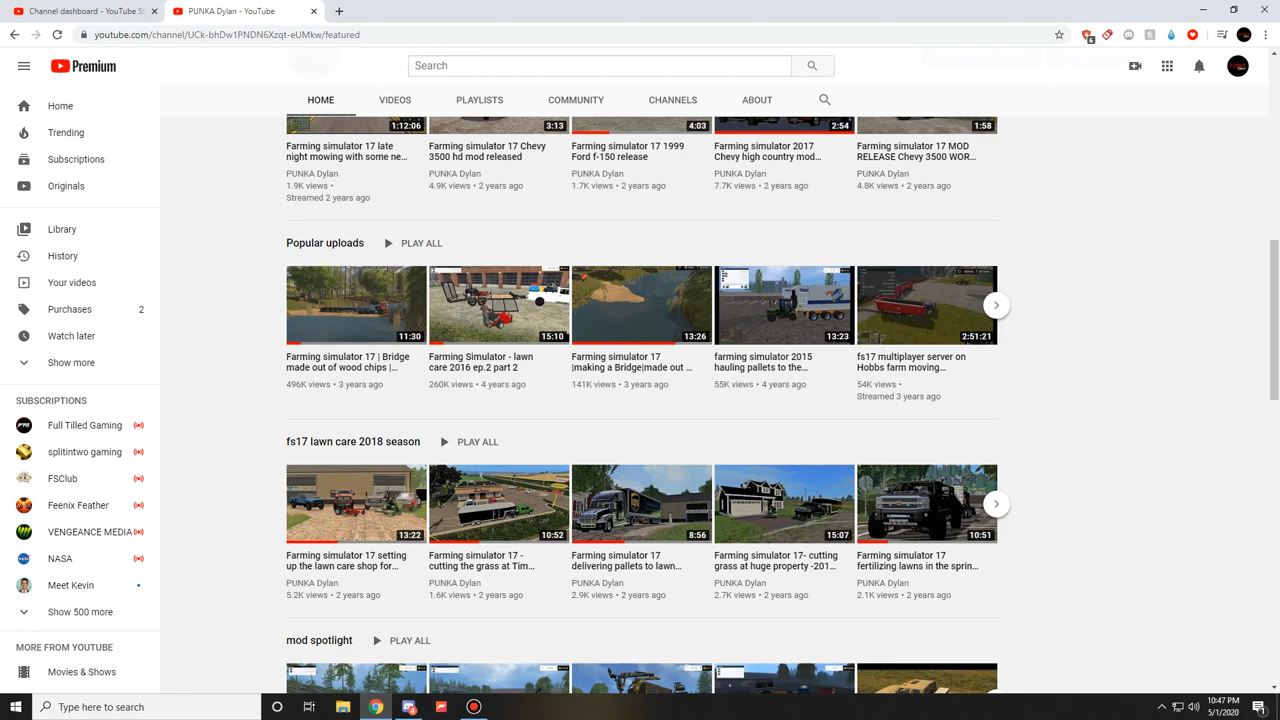 Channel dashboard - YouTube St
PUNKA Dylan - YouTube
youtube.com/channel/UCk-bhDw1PNDN6Xzqt-eUMkw/featured
6
Premium
Search
HOME
VIDEOS
PLAYLISTS
COMMUNITY
CHANNELS
ABOUT
Home
Trending
Subscriptions
Originals
Library
History
Your videos
Purchases 2
Watch later
Show more
SUBSCRIPTIONS
Full Tilled Gaming
splitintwo gaming
FSClub
Feenix Feather
VENGEANCE MEDIA
NASA
Meet Kevin
Show 500 more
MORE FROM YOUTUBE
Movies & Shows
1:12:06
Farming simulator 17 late
night mowing with some ne...
PUNKA Dylan
1.9K views •
Streamed 2 years ago
3:13
Farming simulator 17 Chevy
3500 hd mod released
PUNKA Dylan
4.9K views • 2 years ago
4:03
Farming simulator 17 1999
Ford f-150 release
PUNKA Dylan
1.7K views • 2 years ago
2:54
Farming simulator 2017
Chevy high country mod...
PUNKA Dylan
7.7K views • 2 years ago
1:58
Farming simulator 17 MOD
RELEASE Chevy 3500 WOR...
PUNKA Dylan
4.8K views • 2 years ago
Popular uploads
PLAY ALL
11:30
Farming simulator 17 | Bridge
made out of wood chips |...
496K views • 3 years ago
15:10
Farming Simulator - lawn
care 2016 ep.2 part 2
260K views • 4 years ago
13:26
Farming simulator 17
|making a Bridge|made out ...
141K views • 3 years ago
13:23
farming simulator 2015
hauling pallets to the...
55K views • 4 years ago
2:51:21
fs17 multiplayer server on
Hobbs farm moving...
54K views •
Streamed 3 years ago
fs17 lawn care 2018 season
PLAY ALL
13:22
Farming simulator 17 setting
up the lawn care shop for...
PUNKA Dylan
5.2K views • 2 years ago
10:52
Farming simulator 17 -
cutting the grass at Tim...
PUNKA Dylan
1.6K views • 2 years ago
8:56
Farming simulator 17
delivering pallets to lawn...
PUNKA Dylan
2.9K views • 2 years ago
15:07
Farming simulator 17- cutting
grass at huge property -201...
PUNKA Dylan
2.7K views • 2 years ago
10:51
Farming simulator 17
fertilizing lawns in the sprin...
PUNKA Dylan
2.1K views • 2 years ago
mod spotlight
PLAY ALL
Type here to search
10:47 PM
5/1/2020